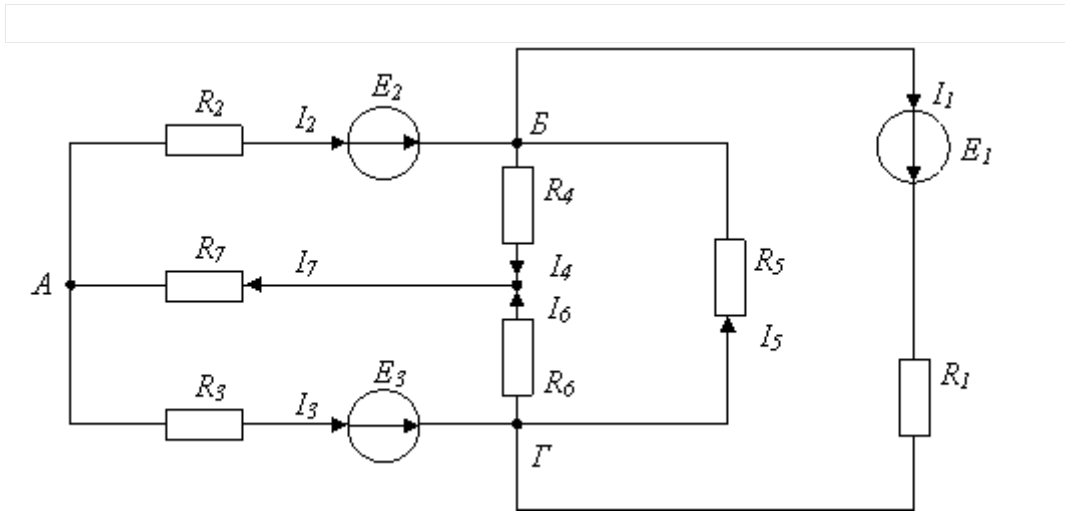 E₂
R₂
I₂
Б
I₁
E₁
R₄
R₇
I₇
I₄
A
R₅
I₆
I₅
R₃
I₃
E₃
R₆
R₁
Г